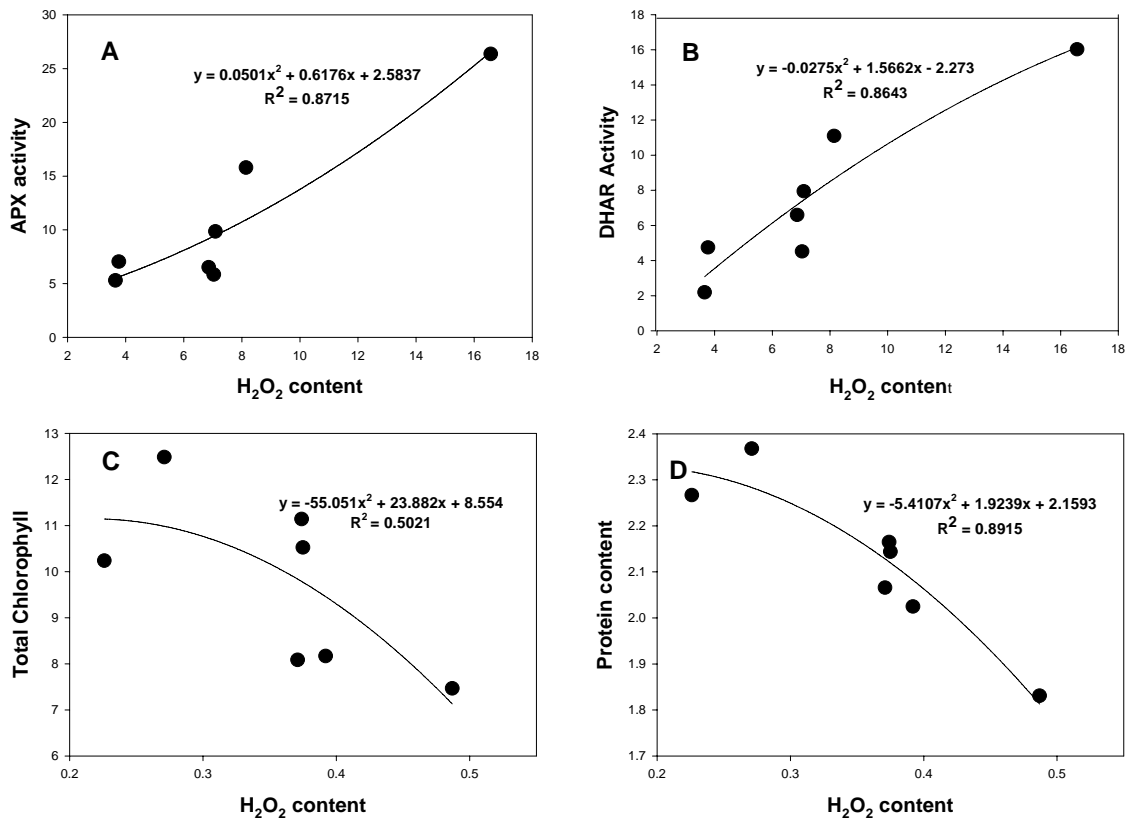 A
y = 0.0501x² + 0.6176x + 2.5837
R² = 0.8715
APX activity
30
25
20
15
10
5
0
2 4 6 8 10 12 14 16 18
H₂O₂ content
B
y = -0.0275x² + 1.5662x - 2.273
R² = 0.8643
DHAR Activity
18
16
14
12
10
8
6
4
2
0
2 4 6 8 10 12 14 16 18
H₂O₂ content
C
y = -55.051x² + 23.882x + 8.554
R² = 0.5021
Total Chlorophyll
13
12
11
10
9
8
7
6
0.2 0.3 0.4 0.5
H₂O₂ content
D
y = -5.4107x² + 1.9239x + 2.1593
R² = 0.8915
Protein content
2.4
2.3
2.2
2.1
2.0
1.9
1.8
1.7
0.2 0.3 0.4 0.5
H₂O₂ content